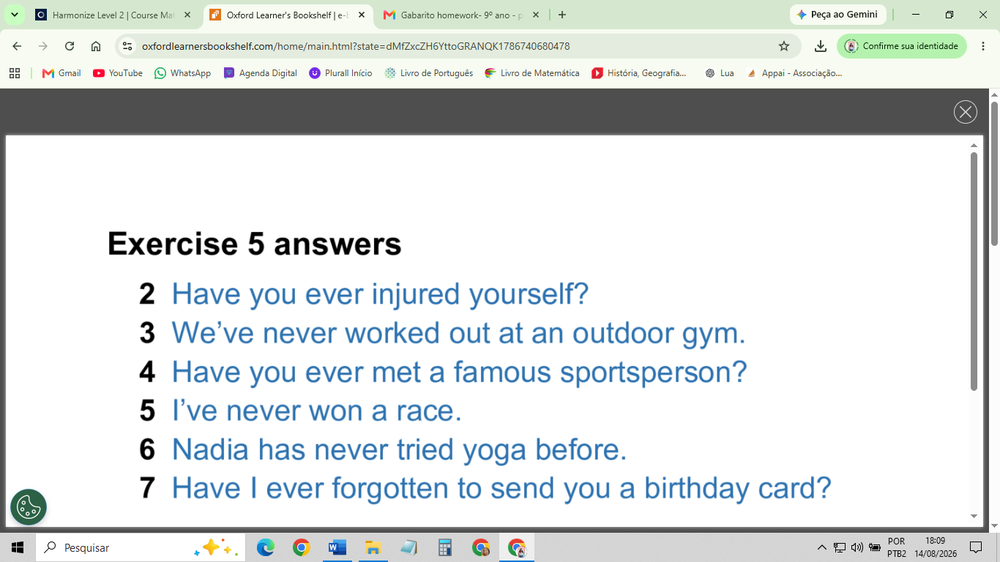 Harmonize Level 2 | Course Mat
Oxford Learner's Bookshelf | e-b
Gabarito homework- 9º ano - p
Peça ao Gemini
oxfordlearnersbookshelf.com/home/main.html?state=dMfZxcZH6YttoGRANQK1786740680478
Confirme sua identidade
Gmail
YouTube
WhatsApp
Agenda Digital
Plurall Início
Livro de Português
Livro de Matemática
História, Geografia...
Lua
Appai - Associação...
Exercise 5 answers
2 Have you ever injured yourself?
3 We’ve never worked out at an outdoor gym.
4 Have you ever met a famous sportsperson?
5 I’ve never won a race.
6 Nadia has never tried yoga before.
7 Have I ever forgotten to send you a birthday card?
Pesquisar
POR
PTB2
18:09
14/08/2026